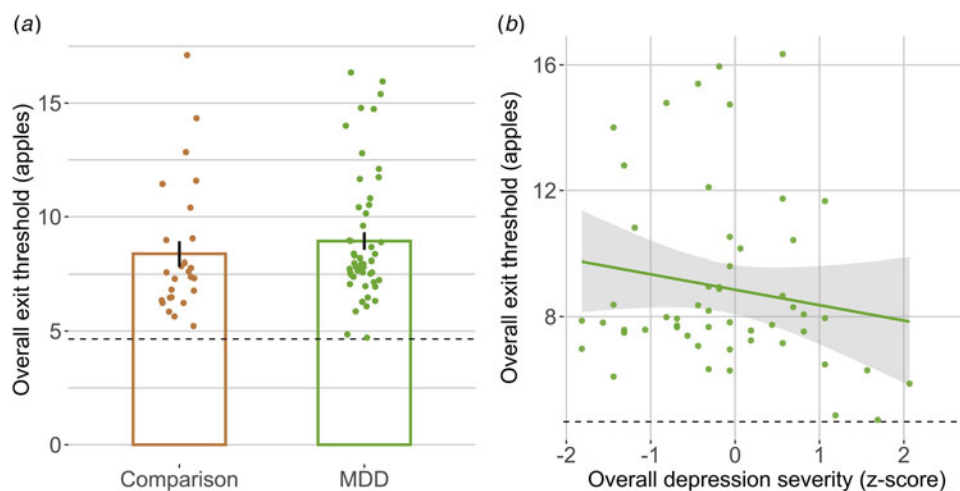 (a)
Overall exit threshold (apples)
15
10
5
0
Comparison MDD
(b)
Overall exit threshold (apples)
16
12
8
-2 -1 0 1 2
Overall depression severity (z-score)